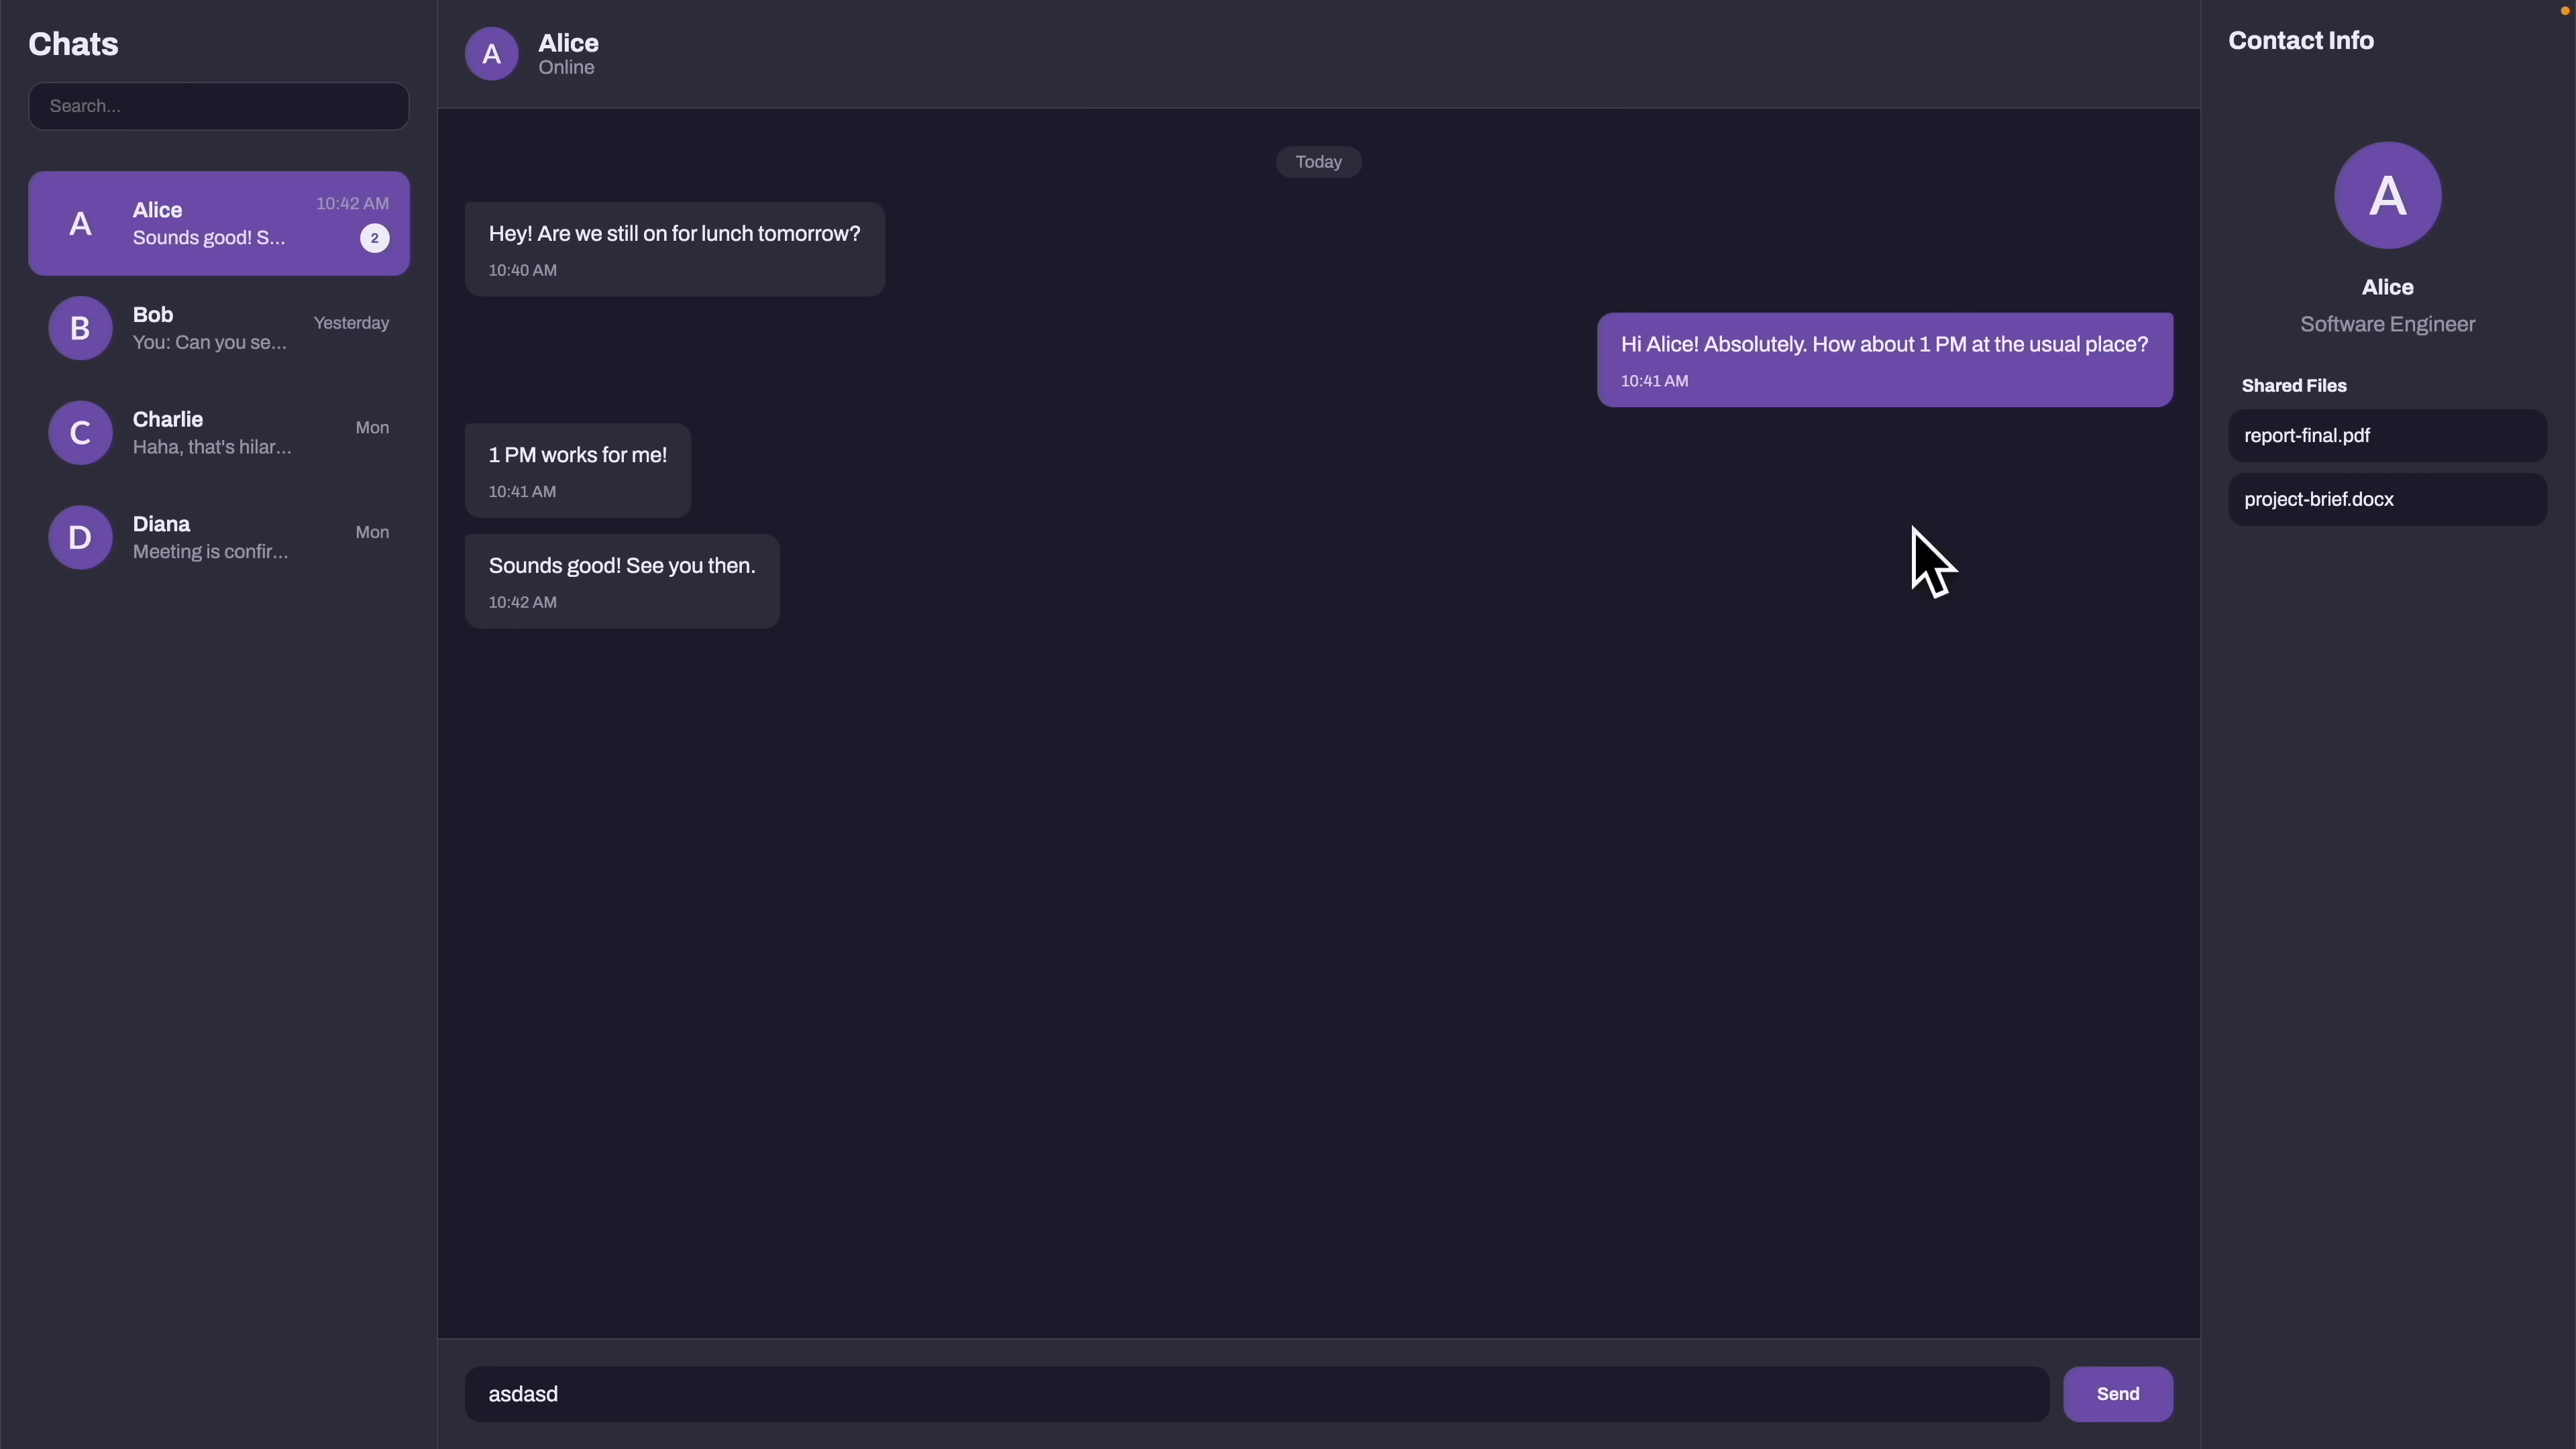 Chats
Search...
A
Alice
10:42 AM
Sounds good! S...
2
B
Bob
Yesterday
You: Can you se...
C
Charlie
Mon
Haha, that's hilar...
D
Diana
Mon
Meeting is confir...
A
Alice
Online
Today
Hey! Are we still on for lunch tomorrow?
10:40 AM
Hi Alice! Absolutely. How about 1 PM at the usual place?
10:41 AM
1 PM works for me!
10:41 AM
Sounds good! See you then.
10:42 AM
asdasd
Send
Contact Info
A
Alice
Software Engineer
Shared Files
report-final.pdf
project-brief.docx